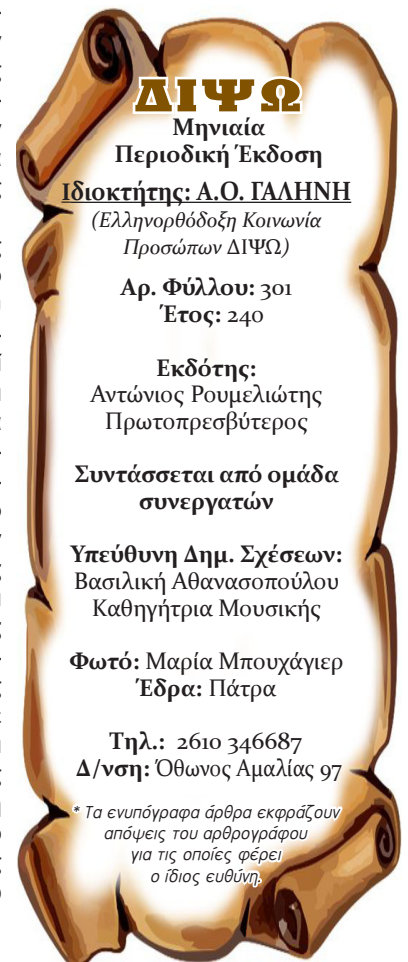 ΔΙΨΩ
Μηνιαία
Περιοδική Έκδοση
Ιδιοκτήτης: Α.Ο. ΓΑΛΗΝΗ
(Ελληνορθόδοξη Κοινωνία
Προσώπων ΔΙΨΩ)
Αρ. Φύλλου: 301
Έτος: 240
Εκδότης:
Αντώνιος Ρουμελιώτης
Πρωτοπρεσβύτερος
Συντάσσεται από ομάδα
συνεργατών
Υπεύθυνη Δημ. Σχέσεων:
Βασιλική Αθανασοπούλου
Καθηγήτρια Μουσικής
Φωτό: Μαρία Μπουχάγιερ
Έδρα: Πάτρα
Τηλ.: 2610 346687
Δ/νση: Όθωνος Αμαλίας 97
* Τα ενυπόγραφα άρθρα εκφράζουν
απόψεις του αρθρογράφου
για τις οποίες φέρει
ο ίδιος ευθύνη.